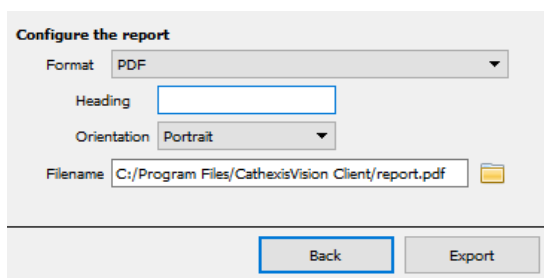 Configure the report
Format PDF
Heading
Orientation Portrait
Filename C:/Program Files/CathexisVision Client/report.pdf
Back Export